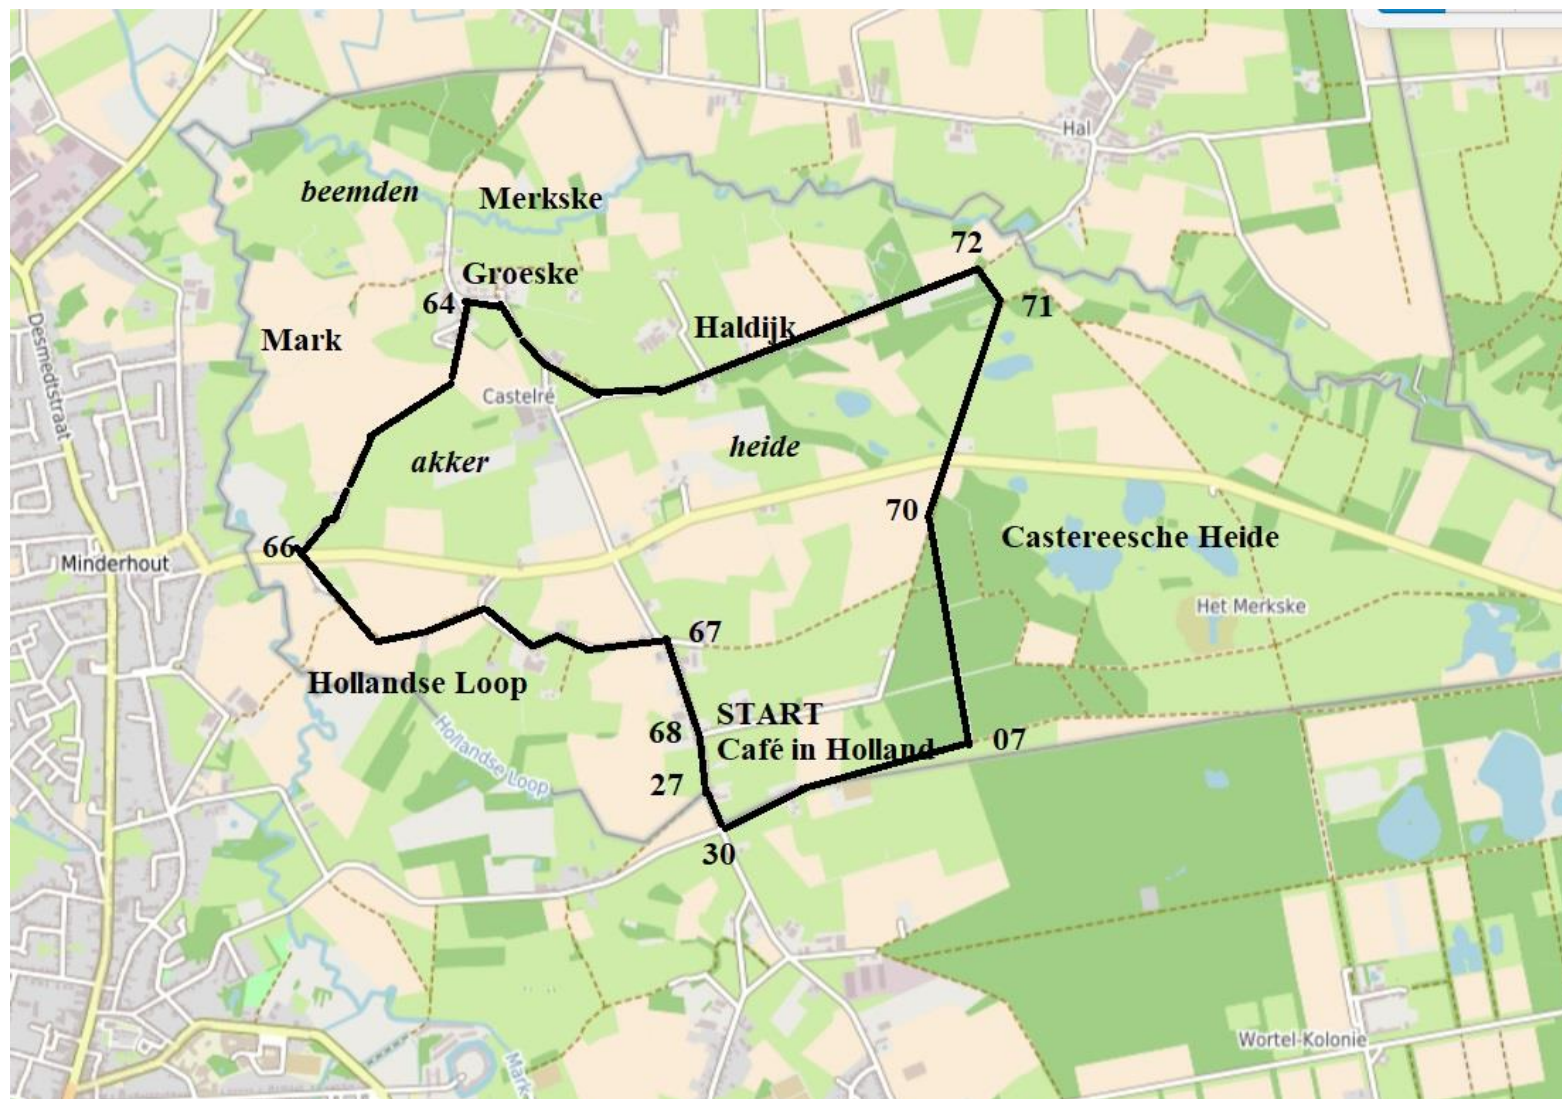 Hal
beemden
Merkske
72
Groeske
64
71
Haldijk
Mark
Desmedtstraat
Castelré
heide
akker
70
Castereesche Heide
66
Minderhout
Het Merkske
67
Hollandse Loop
START
68
Café in Holland
07
Hollandse Loop
27
30
Wortel-Kolonie
Mark